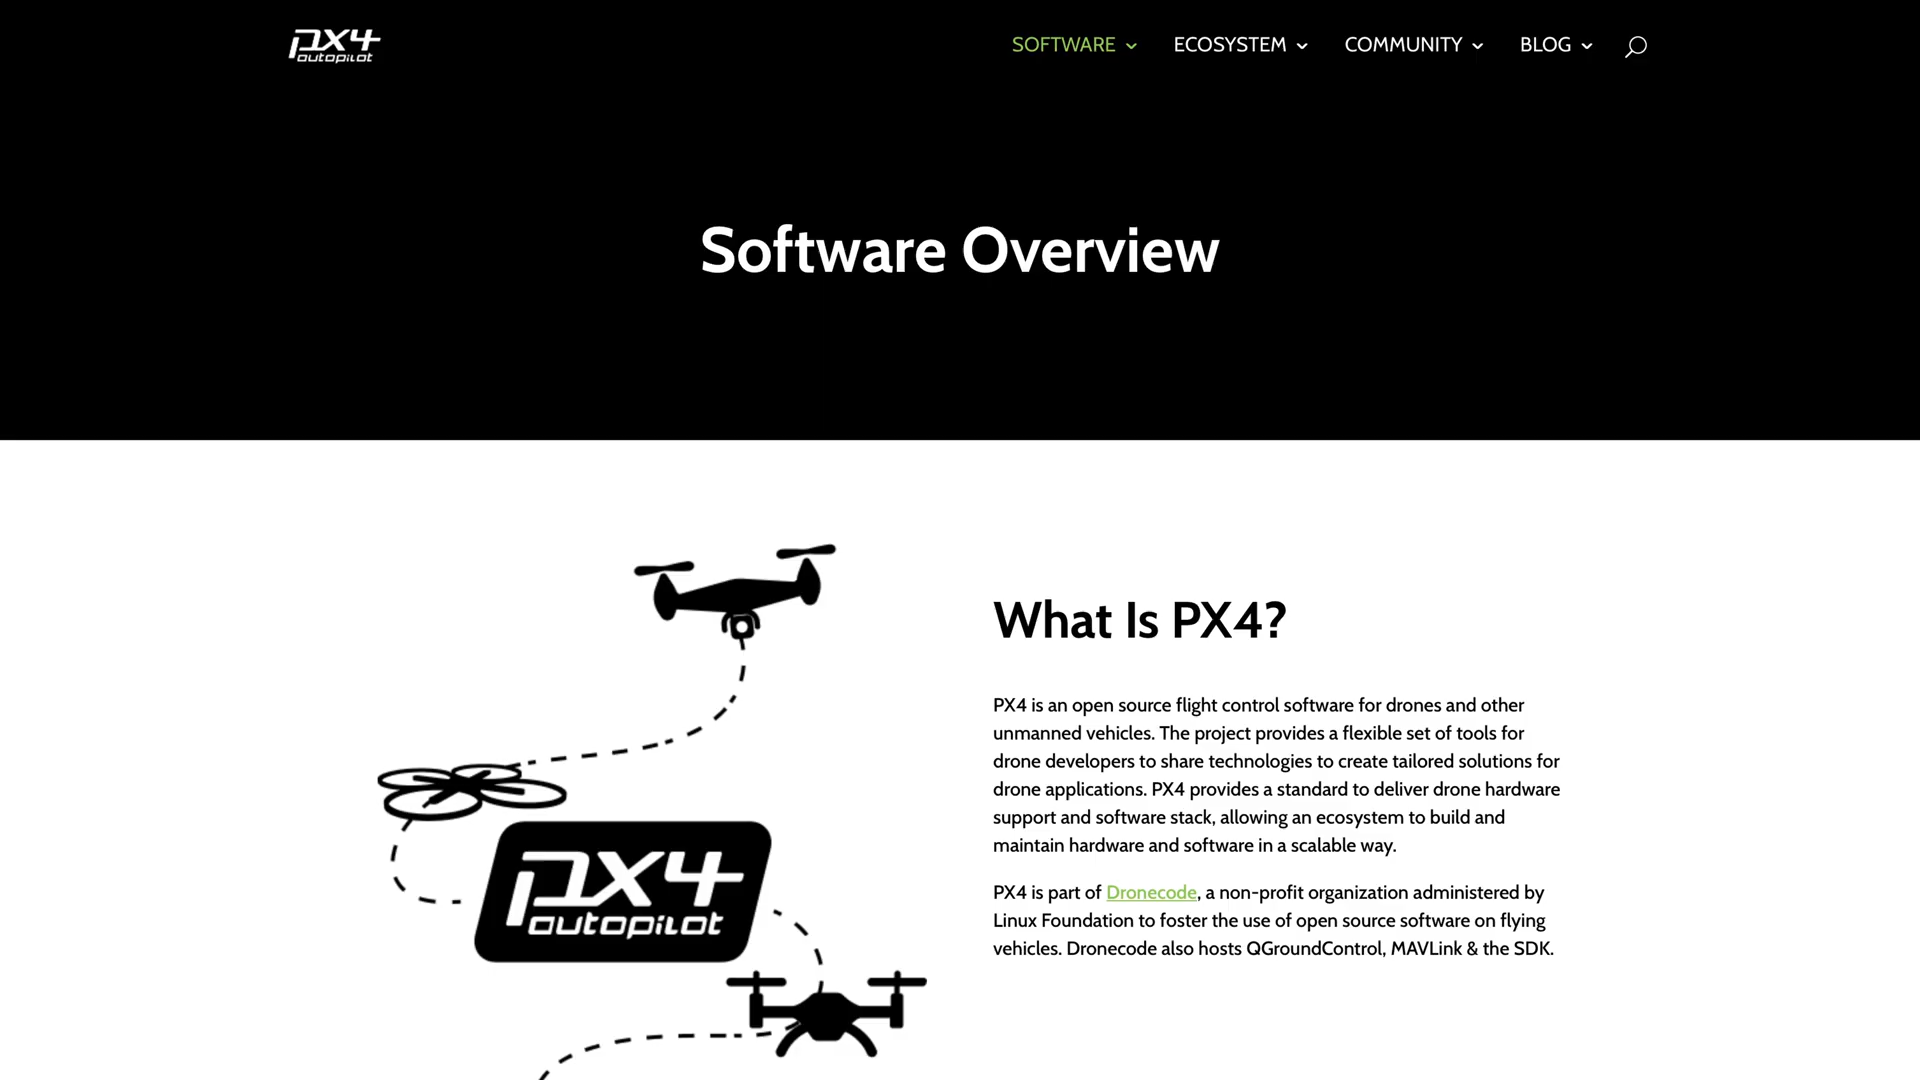 px4
autopilot
SOFTWARE
ECOSYSTEM
COMMUNITY
BLOG
Software Overview
What Is PX4?
PX4 is an open source flight control software for drones and other
unmanned vehicles. The project provides a flexible set of tools for
drone developers to share technologies to create tailored solutions for
drone applications. PX4 provides a standard to deliver drone hardware
support and software stack, allowing an ecosystem to build and
maintain hardware and software in a scalable way.
PX4 is part of Dronecode, a non-profit organization administered by
Linux Foundation to foster the use of open source software on flying
vehicles. Dronecode also hosts QGroundControl, MAVLink & the SDK.
px4
autopilot